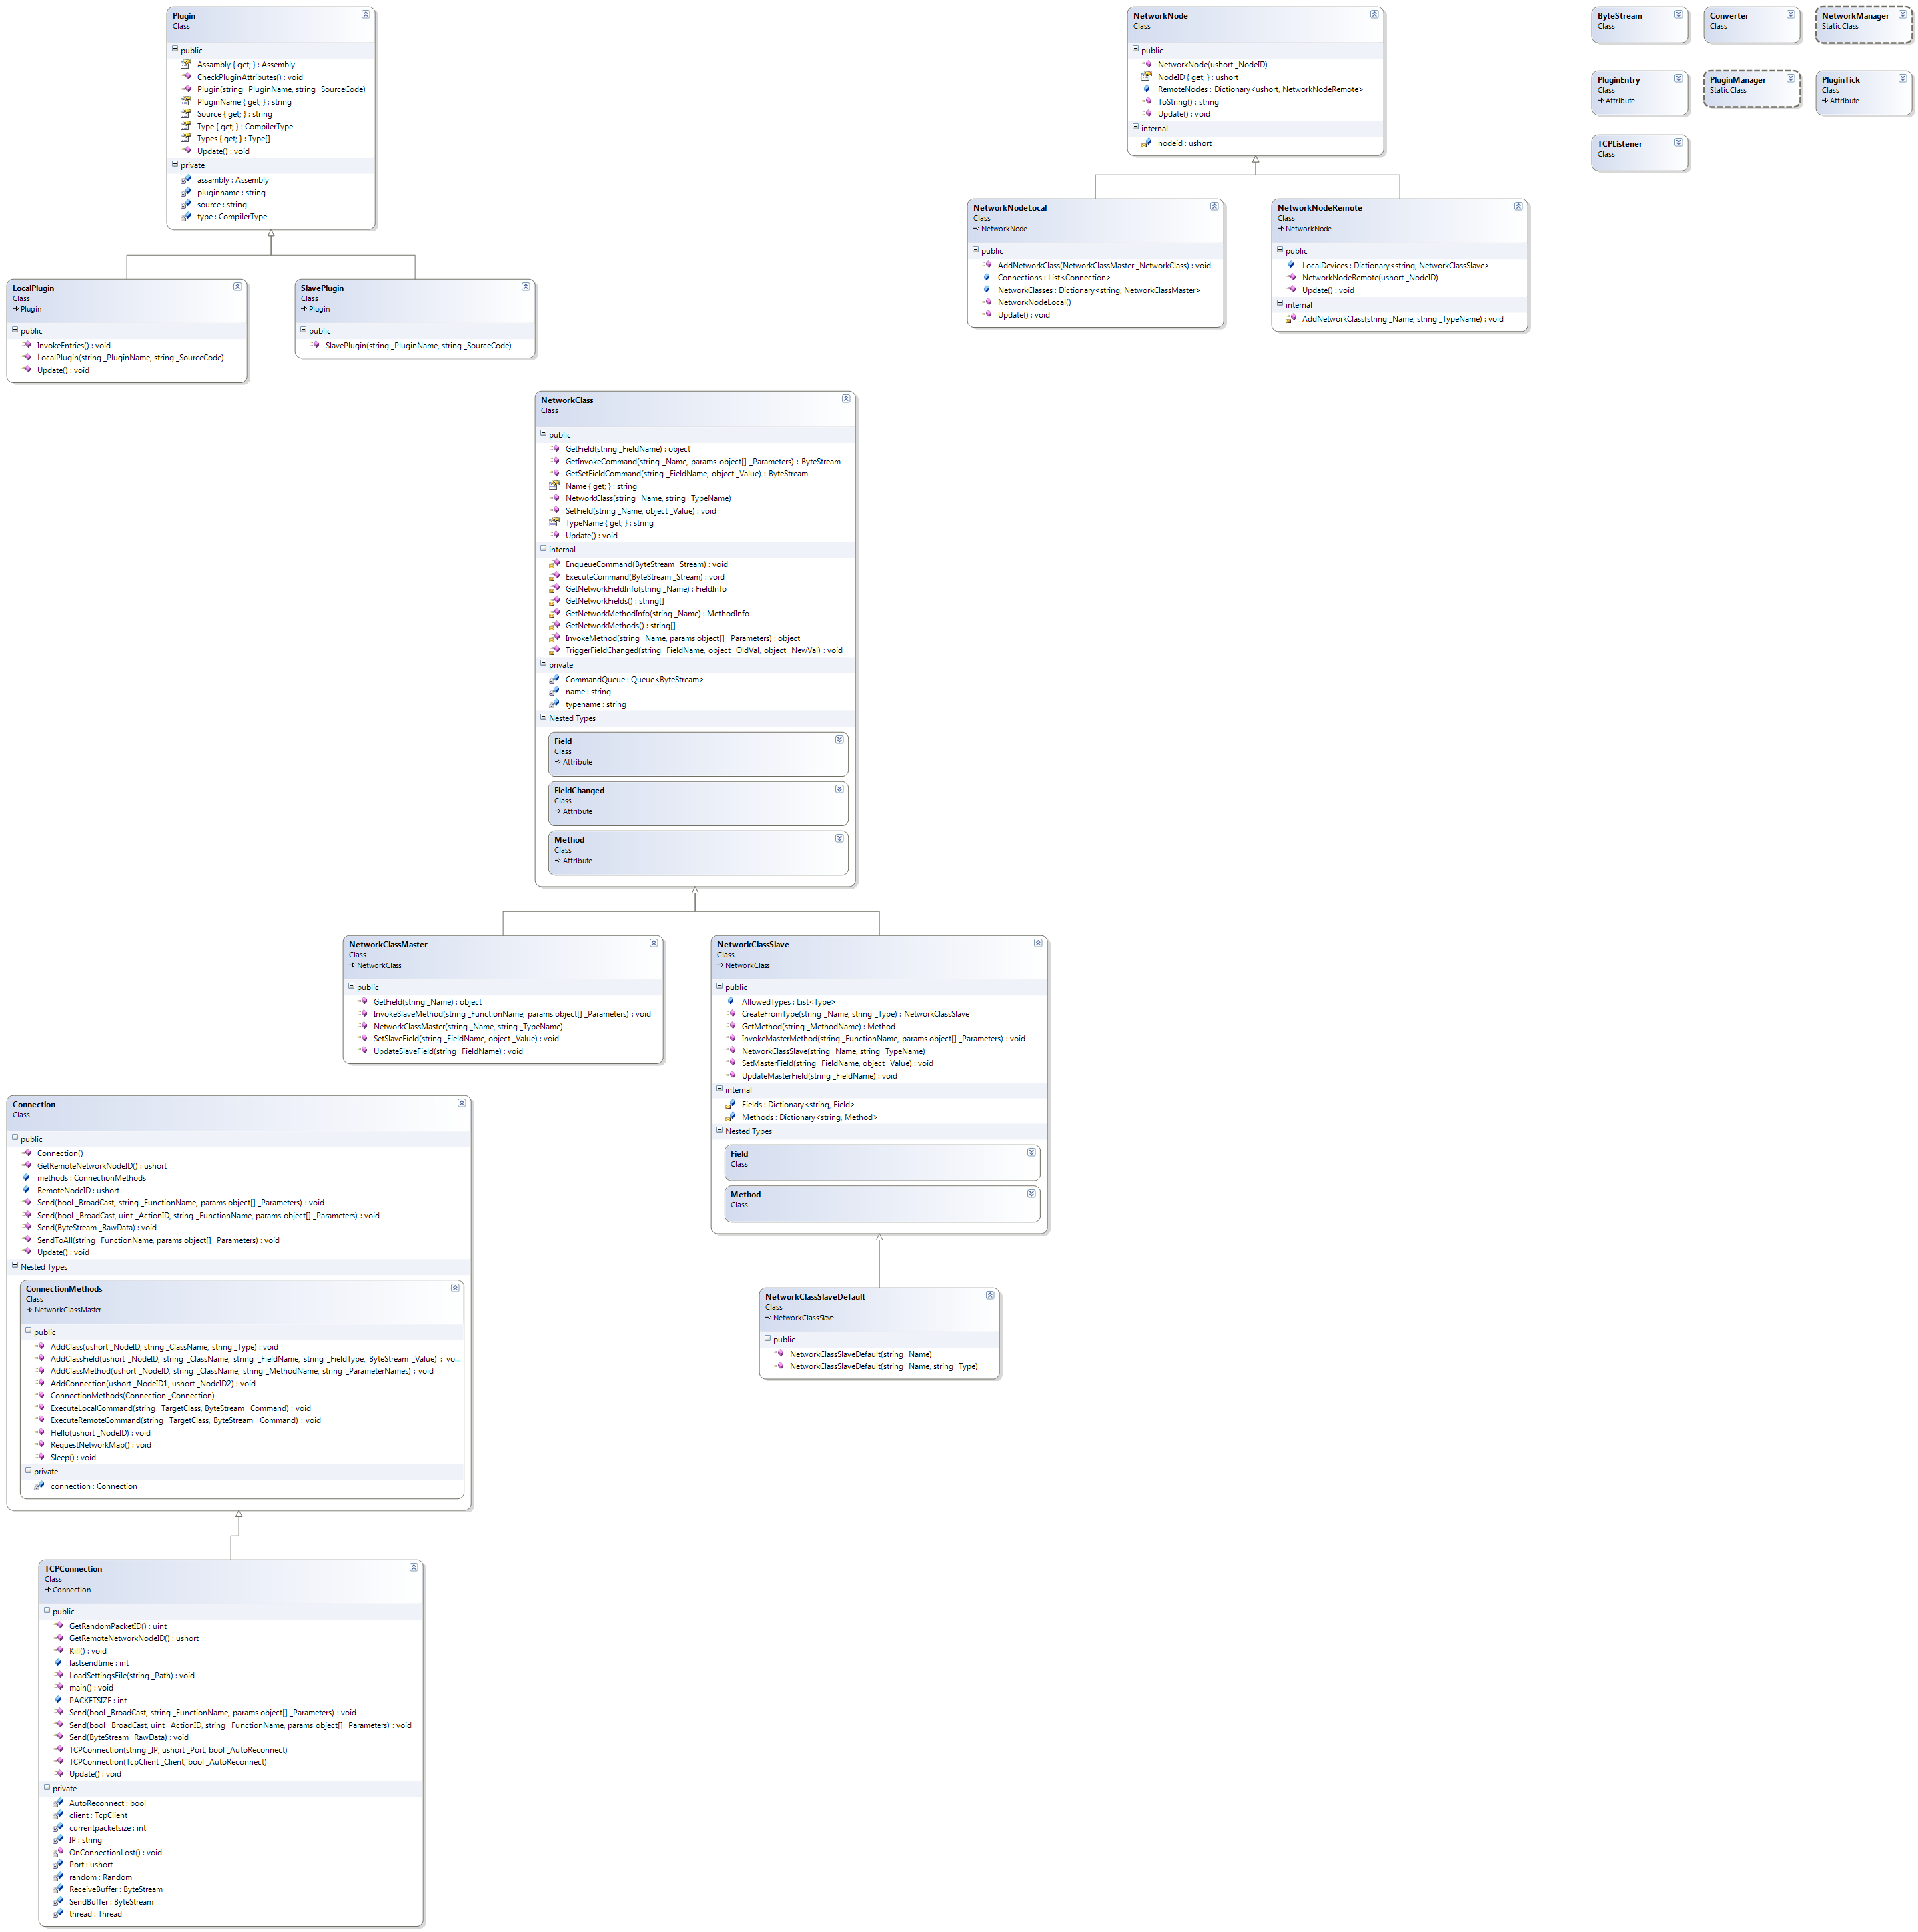 Plugin
Class
public
Assambly { get; } : Assembly
CheckPluginAttributes() : void
Plugin(string _PluginName, string _SourceCode)
PluginName { get; } : string
Source { get; } : string
Type { get; } : CompilerType
Types { get; } : Type[]
Update() : void
private
assambly : Assambly
pluginname : string
source : string
type : CompilerType
LocalPlugin
Class
Plugin
public
InvokeEntries() : void
LocalPlugin(string _PluginName, string _SourceCode)
Update() : void
SlavePlugin
Class
Plugin
public
SlavePlugin(string _PluginName, string _SourceCode)
NetworkNode
Class
public
NetworkNode(ushort _NodeID)
NodeID { get; } : ushort
RemoteNodes : Dictionary<ushort, NetworkNodeRemote>
ToString() : string
Update() : void
internal
nodeid : ushort
NetworkNodeLocal
Class
NetworkNode
public
AddNetworkClass(NetworkClassMaster _NetworkClass) : void
Connections : List<Connection>
NetworkClasses : Dictionary<string, NetworkClassMaster>
NetworkNodeLocal()
Update() : void
NetworkNodeRemote
Class
NetworkNode
public
LocalDevices : Dictionary<string, NetworkClassSlave>
NetworkNodeRemote(ushort _NodeID)
Update() : void
internal
AddNetworkClass(string _Name, string _TypeName) : void
ByteStream
Class
Converter
Class
NetworkManager
Static Class
PluginEntry
Class
Attribute
PluginManager
Static Class
PluginTick
Class
Attribute
TCPListener
Class
NetworkClass
Class
public
GetField(string _FieldName) : object
GetInvokeCommand(string _Name, params object[] _Parameters) : ByteStream
GetSetFieldCommand(string _FieldName, object _Value) : ByteStream
Name { get; } : string
NetworkClass(string _Name, string _TypeName)
SetField(string _Name, object _Value) : void
TypeName { get; } : string
Update() : void
internal
EnqueueCommand(ByteStream _Stream) : void
ExecuteCommand(ByteStream _Stream) : void
GetNetworkFieldInfo(string _Name) : FieldInfo
GetNetworkFields() : string[]
GetNetworkMethodInfo(string _Name) : MethodInfo
GetNetworkMethods() : string[]
InvokeMethod(string _Name, params object[] _Parameters) : object
TriggerFieldChanged(string _FieldName, object _OldVal, object _NewVal) : void
private
CommandQueue : Queue<ByteStream>
name : string
typename : string
Nested Types
Field
Class
Attribute
FieldChanged
Class
Attribute
Method
Class
Attribute
NetworkClassMaster
Class
NetworkClass
public
GetField(string _Name) : object
InvokeSlaveMethod(string _FunctionName, params object[] _Parameters) : void
NetworkClassMaster(string _Name, string _TypeName)
SetSlaveField(string _FieldName, object _Value) : void
UpdateSlaveField(string _FieldName) : void
NetworkClassSlave
Class
NetworkClass
public
AllowedTypes : List<Type>
CreateFromType(string _Name, string _Type) : NetworkClassSlave
GetMethod(string _MethodName) : Method
InvokeMasterMethod(string _FunctionName, params object[] _Parameters) : void
NetworkClassSlave(string _Name, string _TypeName)
SetMasterField(string _FieldName, object _Value) : void
UpdateMasterField(string _FieldName) : void
internal
Fields : Dictionary<string, Field>
Methods : Dictionary<string, Method>
Nested Types
Field
Class
Method
Class
NetworkClassSlaveDefault
Class
NetworkClassSlave
public
NetworkClassSlaveDefault(string _Name)
NetworkClassSlaveDefault(string _Name, string _Type)
Connection
Class
public
Connection()
GetRemoteNetworkNodeID() : ushort
methods : ConnectionMethods
RemoteNodeID : ushort
Send(bool _BroadCast, string _FunctionName, params object[] _Parameters) : void
Send(bool _BroadCast, uint _ActionID, string _FunctionName, params object[] _Parameters) : void
Send(ByteStream _RawData) : void
SendToAll(string _FunctionName, params object[] _Parameters) : void
Update() : void
Nested Types
ConnectionMethods
Class
NetworkClassMaster
public
AddClass(ushort _NodeID, string _ClassName, string _Type) : void
AddClassField(ushort _NodeID, string _ClassName, string _FieldName, string _FieldType, ByteStream _Value) : vo...
AddClassMethod(ushort _NodeID, string _ClassName, string _MethodName, string _ParameterNames) : void
AddConnection(ushort _NodeID1, ushort _NodeID2) : void
ConnectionMethods(Connection _Connection)
ExecuteLocalCommand(string _TargetClass, ByteStream _Command) : void
ExecuteRemoteCommand(string _TargetClass, ByteStream _Command) : void
Hello(ushort _NodeID) : void
RequestNetworkMap() : void
Sleep() : void
private
connection : Connection
TCPConnection
Class
Connection
public
GetRandomPacketID() : uint
GetRemoteNetworkNodeID() : ushort
Kill() : void
lastsendtime : int
LoadSettingsFile(string _Path) : void
main() : void
PACKETSIZE : int
Send(bool _BroadCast, string _FunctionName, params object[] _Parameters) : void
Send(bool _BroadCast, uint _ActionID, string _FunctionName, params object[] _Parameters) : void
Send(ByteStream _RawData) : void
TCPConnection(string _IP, ushort _Port, bool _AutoReconnect)
TCPConnection(TcpClient _Client, bool _AutoReconnect)
Update() : void
private
AutoReconnect : bool
client : TcpClient
currentpacketsize : int
IP : string
OnConnectionLost() : void
Port : ushort
random : Random
ReceiveBuffer : ByteStream
SendBuffer : ByteStream
thread : Thread